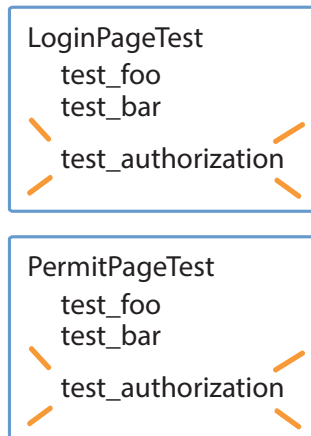 LoginPageTest
test_foo
test_bar
test_authorization
PermitPageTest
test_foo
test_bar
test_authorization